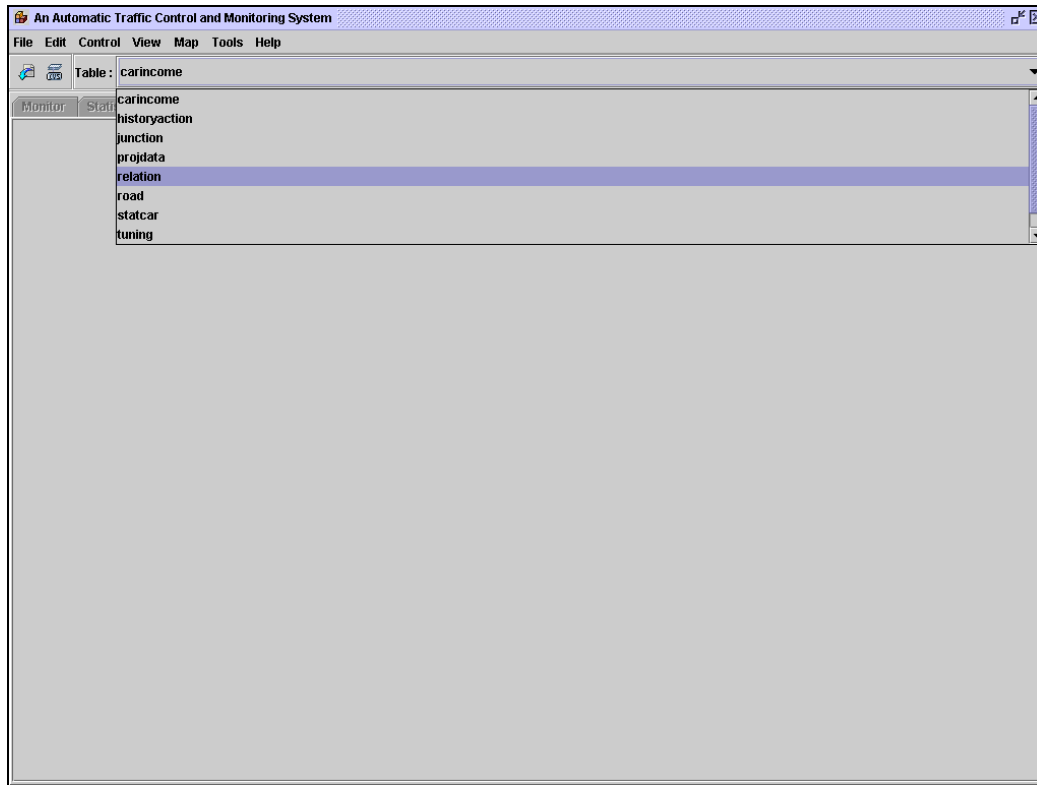 An Automatic Traffic Control and Monitoring System
File Edit Control View Map Tools Help
Table : carincome
Monitor
carincome
historyaction
junction
projdata
relation
road
statcar
tuning